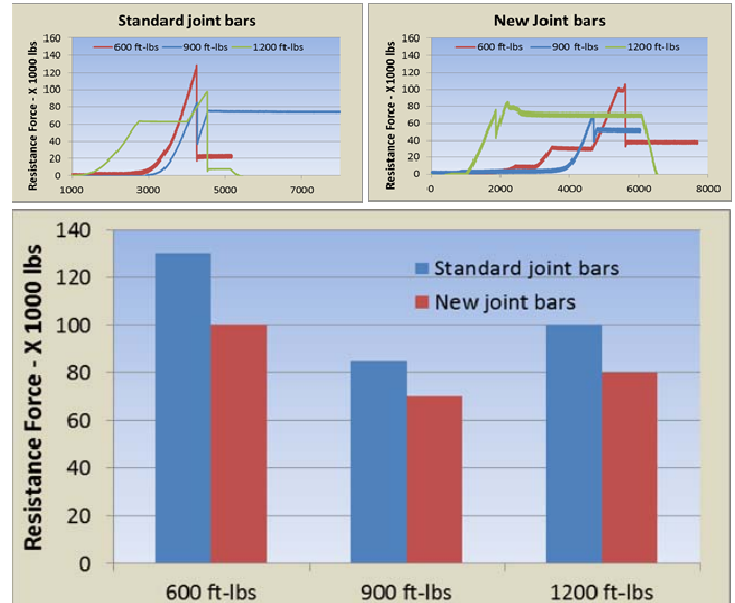 Standard joint bars
600 ft-lbs 900 ft-lbs 1200 ft-lbs
Resistance Force - X 1000 lbs
160
140
120
100
80
60
40
20
0
1000 3000 5000 7000
New Joint bars
600 ft-lbs 900 ft-lbs 1200 ft-lbs
Resistance Force - X 1000 lbs
160
140
120
100
80
60
40
20
0
0 2000 4000 6000 8000
Resistance Force - X 1000 lbs
140
120
100
80
60
40
20
0
Standard joint bars
New joint bars
600 ft-lbs 900 ft-lbs 1200 ft-lbs